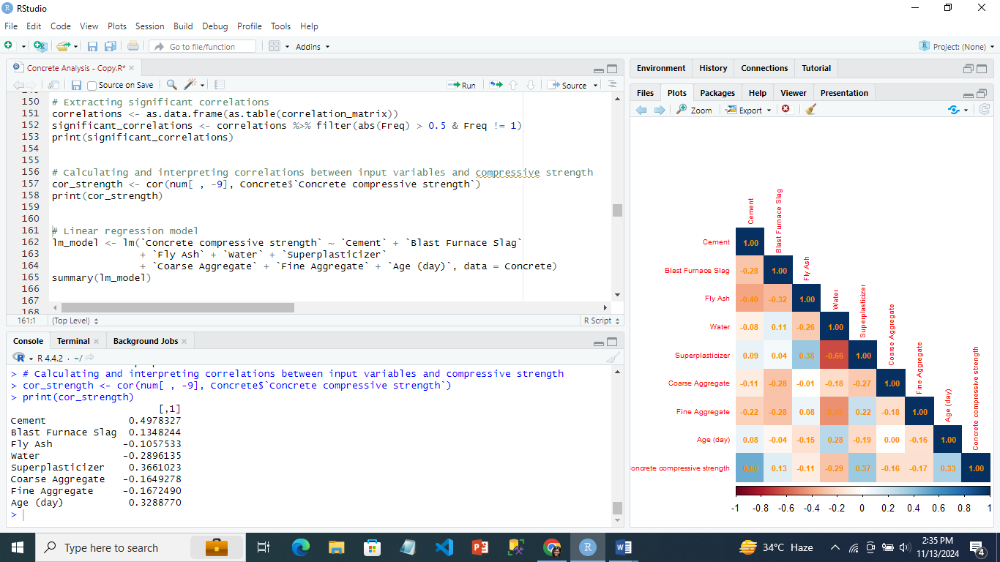 RStudio
File Edit Code View Plots Session Build Debug Profile Tools Help
Go to file/function Addins Project: (None)
Concrete Analysis - Copy.R*
Source on Save Run Source
150 # Extracting significant correlations
151 correlations <- as.data.frame(as.table(correlation_matrix))
152 significant_correlations <- correlations %>% filter(abs(Freq) > 0.5 & Freq != 1)
153 print(significant_correlations)
154
155
156 # Calculating and interpreting correlations between input variables and compressive strength
157 cor_strength <- cor(num[ , -9], Concrete$`Concrete compressive strength`)
158 print(cor_strength)
159
160
161 # Linear regression model
162 lm_model <- lm(`Concrete compressive strength` ~ `Cement` + `Blast Furnace Slag`
163 + `Fly Ash` + `Water` + `Superplasticizer`
164 + `Coarse Aggregate` + `Fine Aggregate` + `Age (day)`, data = Concrete)
165 summary(lm_model)
166
167
168
161:1 (Top Level) R Script
Console Terminal Background Jobs
R 4.4.2 · ~/
> # Calculating and interpreting correlations between input variables and compressive strength
> cor_strength <- cor(num[ , -9], Concrete$`Concrete compressive strength`)
> print(cor_strength)
[,1]
Cement 0.4978327
Blast Furnace Slag 0.1348244
Fly Ash -0.1057533
Water -0.2896135
Superplasticizer 0.3661023
Coarse Aggregate -0.1649278
Fine Aggregate -0.1672490
Age (day) 0.3288770
>
Environment History Connections Tutorial
Files Plots Packages Help Viewer Presentation
Zoom Export
Cement
Blast Furnace Slag
Fly Ash
Water
Superplasticizer
Coarse Aggregate
Fine Aggregate
Age (day)
Concrete compressive strength
Cement 1.00
Blast Furnace Slag -0.28 1.00
Fly Ash -0.40 -0.32 1.00
Water -0.08 0.11 -0.26 1.00
Superplasticizer 0.09 0.04 0.38 -0.66 1.00
Coarse Aggregate -0.11 -0.28 -0.01 -0.18 -0.27 1.00
Fine Aggregate -0.22 -0.28 0.08 -0.45 0.22 -0.18 1.00
Age (day) 0.08 -0.04 -0.15 0.28 -0.19 0.00 -0.16 1.00
oncrete compressive strength 0.50 0.13 -0.11 -0.29 0.37 -0.16 -0.17 0.33 1.00
-1 -0.8 -0.6 -0.4 -0.2 0 0.2 0.4 0.6 0.8 1
Type here to search
34°C Haze
2:35 PM
11/13/2024
4